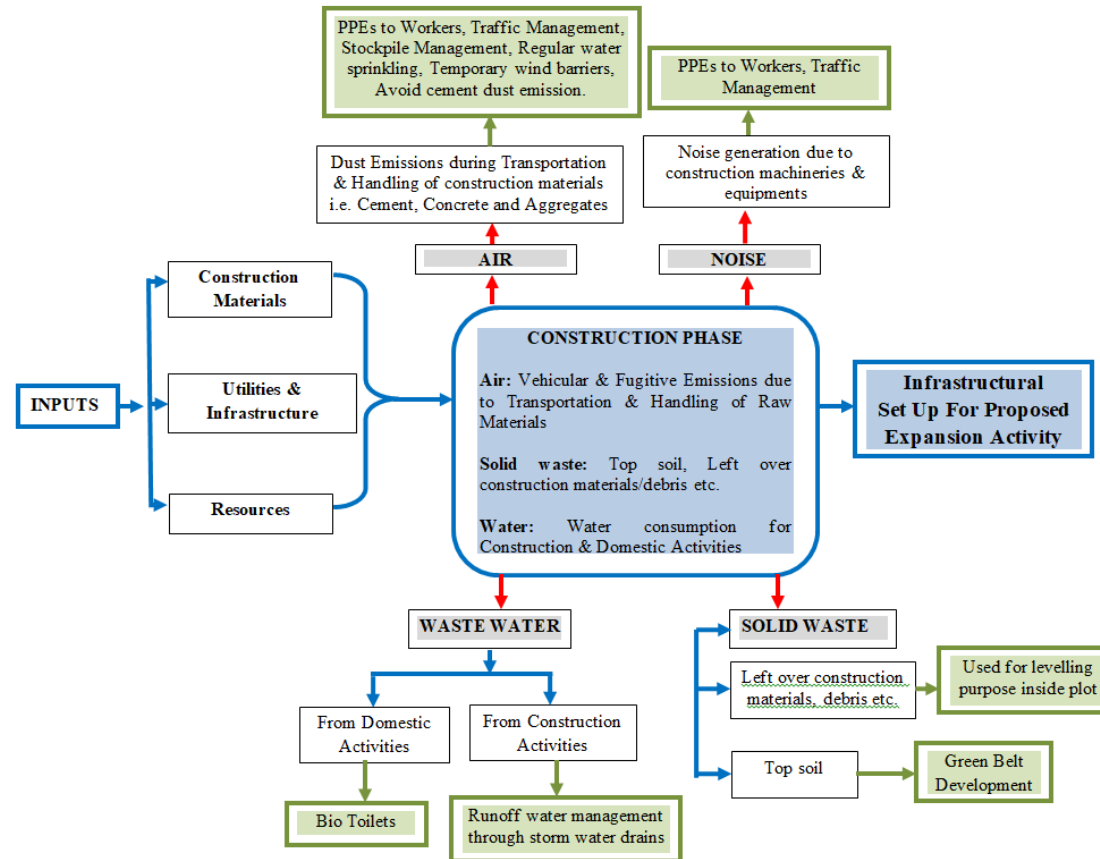 PPEs to Workers, Traffic Management,
Stockpile Management, Regular water
sprinkling, Temporary wind barriers,
Avoid cement dust emission.
PPEs to Workers, Traffic
Management
Dust Emissions during Transportation
& Handling of construction materials
i.e. Cement, Concrete and Aggregates
Noise generation due to
construction machineries &
equipments
AIR
NOISE
Construction
Materials
Utilities &
Infrastructure
Resources
INPUTS
CONSTRUCTION PHASE
Air: Vehicular & Fugitive Emissions due
to Transportation & Handling of Raw
Materials
Solid waste: Top soil, Left over
construction materials/debris etc.
Water: Water consumption for
Construction & Domestic Activities
Infrastructural
Set Up For Proposed
Expansion Activity
WASTE WATER
SOLID WASTE
From Domestic
Activities
From Construction
Activities
Bio Toilets
Runoff water management
through storm water drains
Left over construction
materials, debris etc.
Used for levelling
purpose inside plot
Top soil
Green Belt
Development